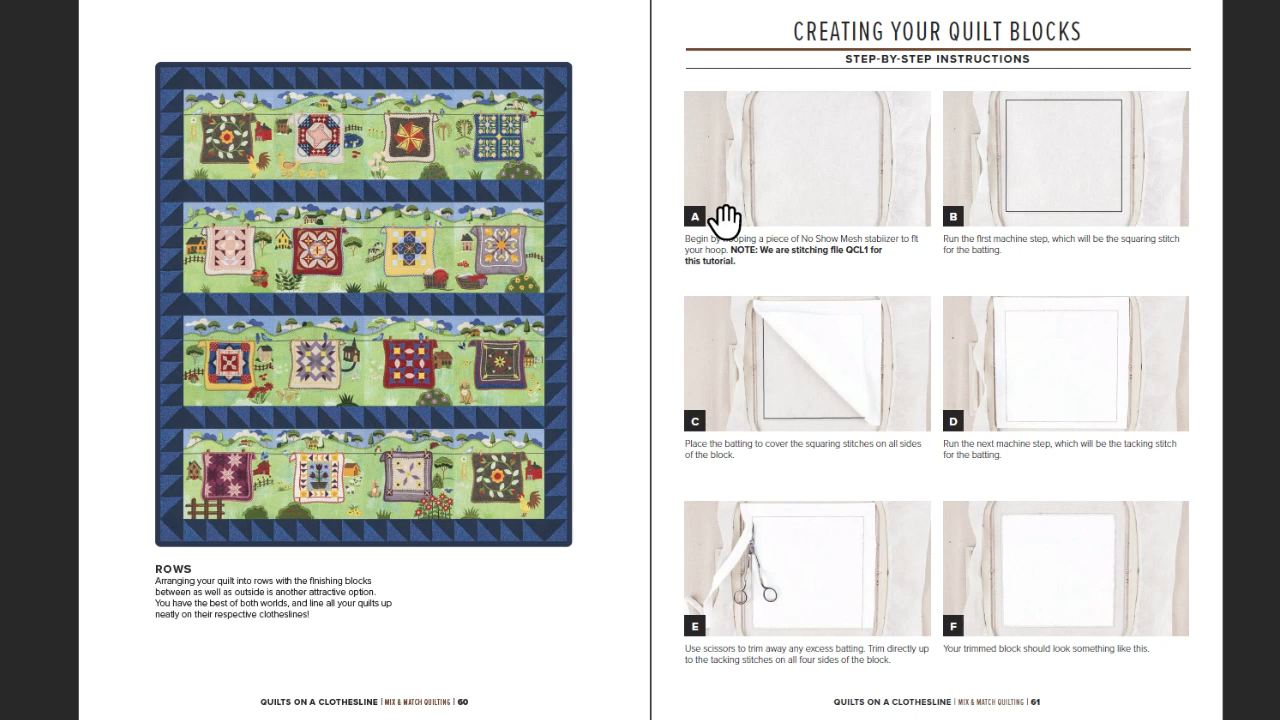 ROWS
Arranging your quilt into rows with the finishing blocks
between as well as outside is another attractive option.
You have the best of both worlds, and line all your quilts up
neatly on their respective clotheslines!
QUILTS ON A CLOTHESLINE | MIX & MATCH QUILTING | 60
CREATING YOUR QUILT BLOCKS
STEP-BY-STEP INSTRUCTIONS
A
Begin by hooping a piece of No Show Mesh stabilizer to fit
your hoop. NOTE: We are stitching file QCL1 for
this tutorial.
B
Run the first machine step, which will be the squaring stitch
for the batting.
C
Place the batting to cover the squaring stitches on all sides
of the block.
D
Run the next machine step, which will be the tacking stitch
for the batting.
E
Use scissors to trim away any excess batting. Trim directly up
to the tacking stitches on all four sides of the block.
F
Your trimmed block should look something like this.
QUILTS ON A CLOTHESLINE | MIX & MATCH QUILTING | 61